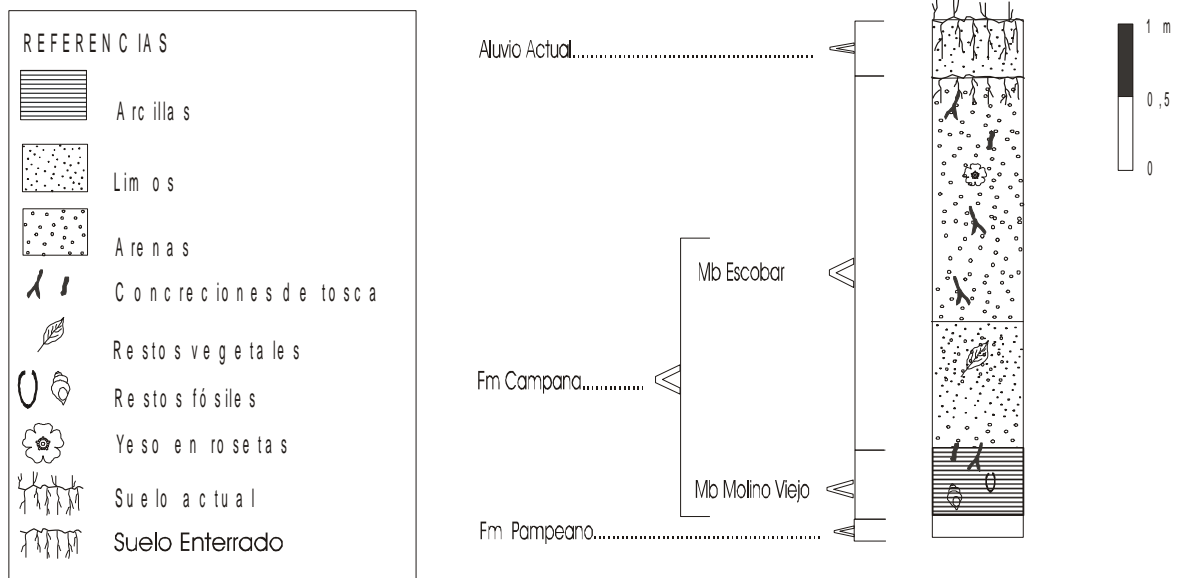 REFERENCIAS
Arcillas
Limos
Arenas
Concreciones de tosca
Restos vegetales
Restos fósiles
Yeso en rosetas
Suelo actual
Suelo Enterrado
Aluvio Actual
Mb Escobar
Fm Campana
Mb Molino Viejo
Fm Pampeano
1 m
0,5
0